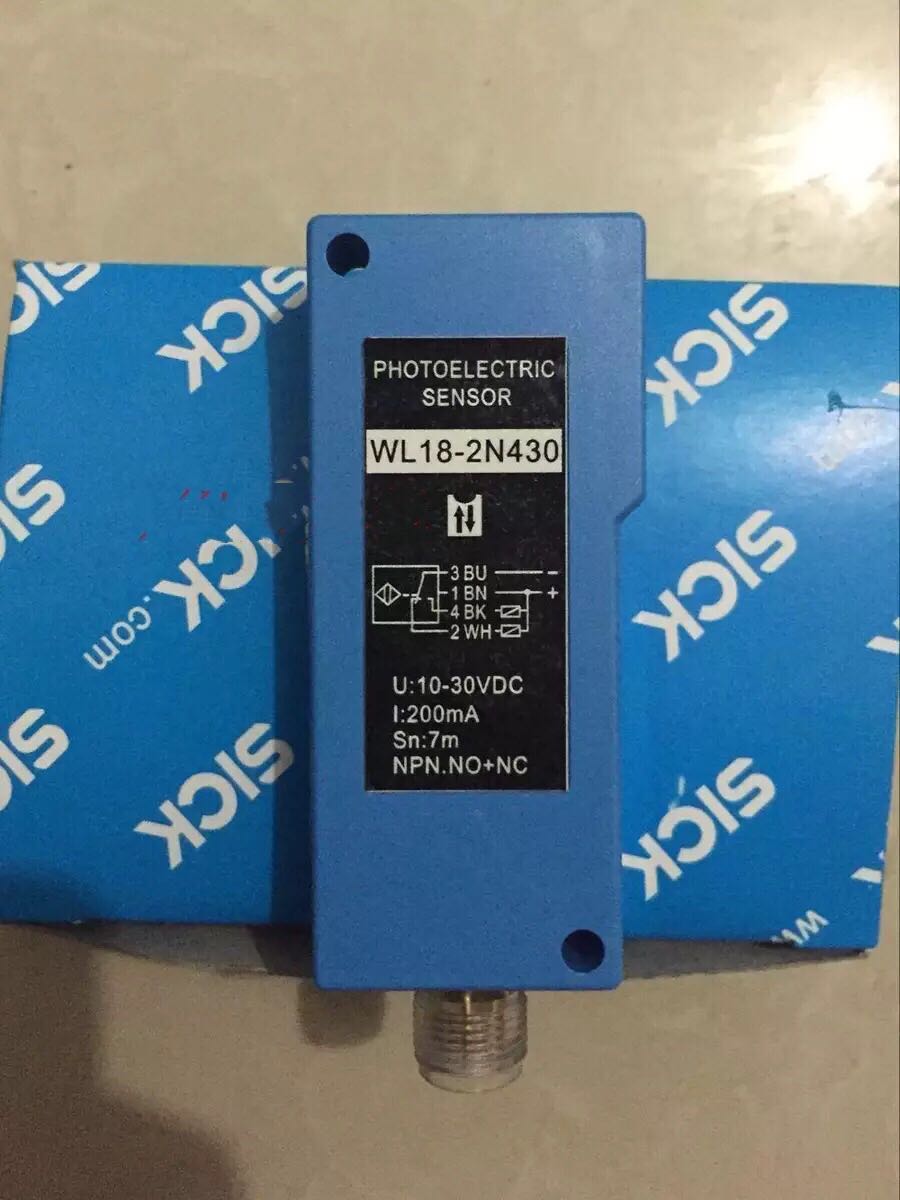 PHOTOELECTRIC
SENSOR
WL18-2N430
3 BU -
1 BN +
4 BK
2 WH
U:10-30VDC
I:200mA
Sn:7m
NPN.NO+NC
SICK
SICK
SICK.com
SICK
SICK
SICK
SICK
SICK